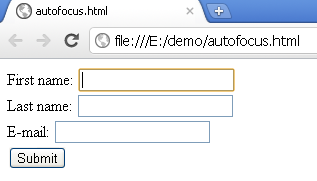 autofocus.html
file:///E:/demo/autofocus.html
First name:
Last name:
E-mail:
Submit